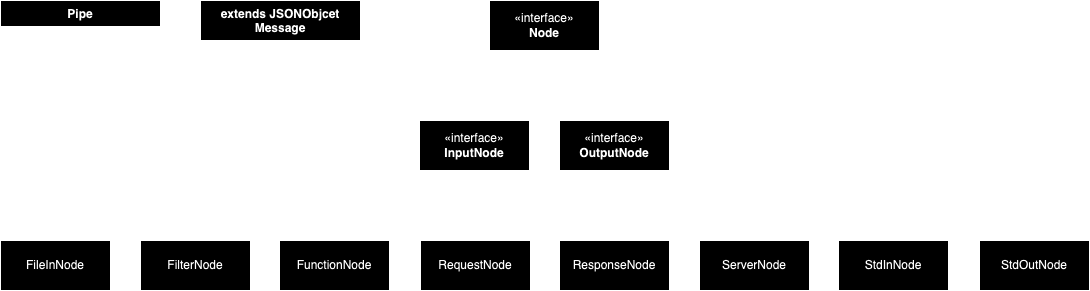 Pipe
extends JSONObjcet
Message
«interface»
Node
«interface»
InputNode
«interface»
OutputNode
FileInNode
FilterNode
FunctionNode
RequestNode
ResponseNode
ServerNode
StdInNode
StdOutNode